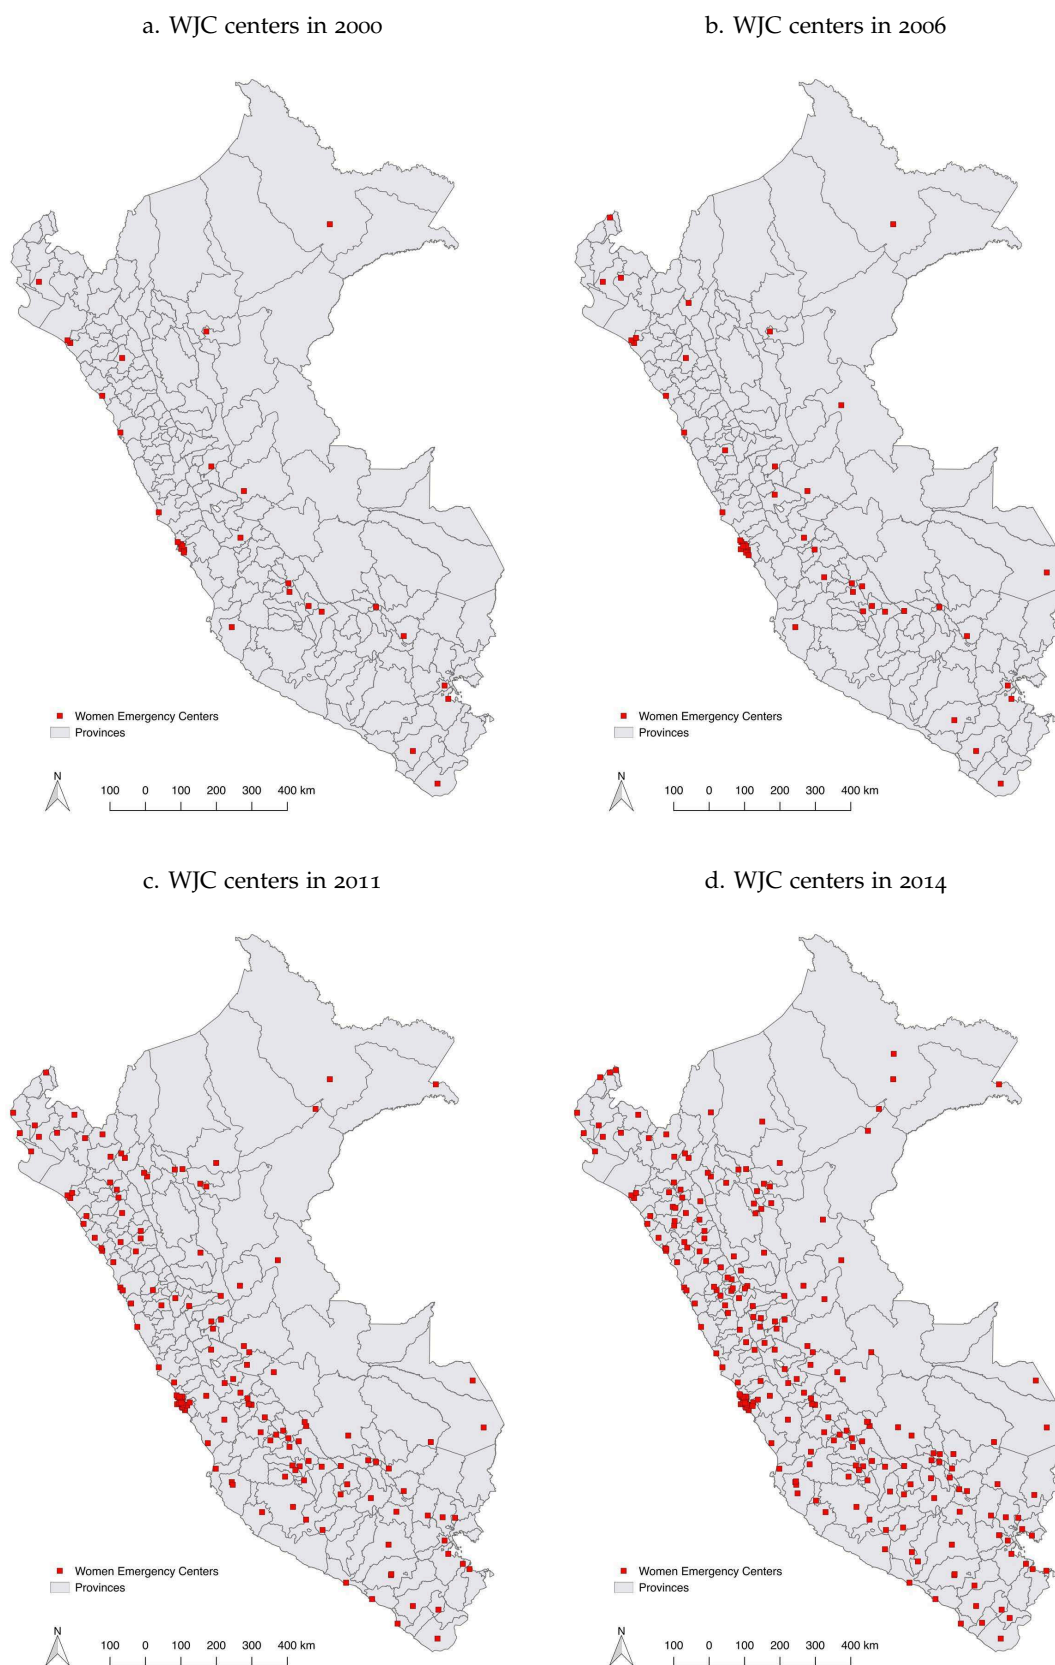 a. WJC centers in 2000
b. WJC centers in 2006
Women Emergency Centers
Provinces
N
100 0 100 200 300 400 km
Women Emergency Centers
Provinces
N
100 0 100 200 300 400 km
c. WJC centers in 2011
d. WJC centers in 2014
Women Emergency Centers
Provinces
N
100 0 100 200 300 400 km
Women Emergency Centers
Provinces
N
100 0 100 200 300 400 km